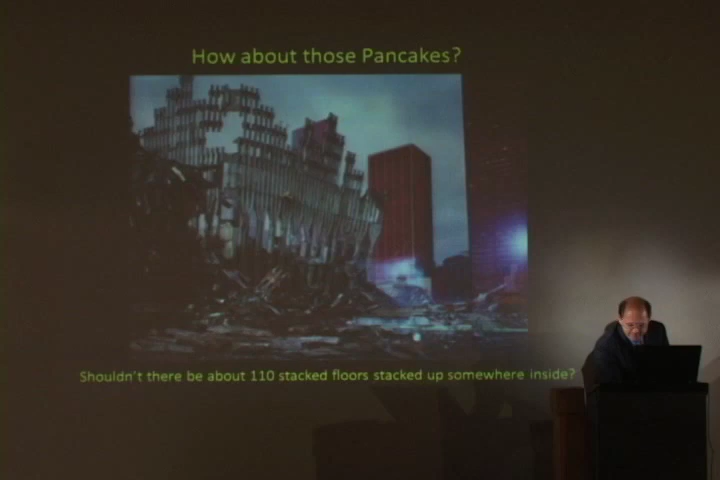 How about those Pancakes?
Shouldn't there be about 110 stacked floors stacked up somewhere inside?